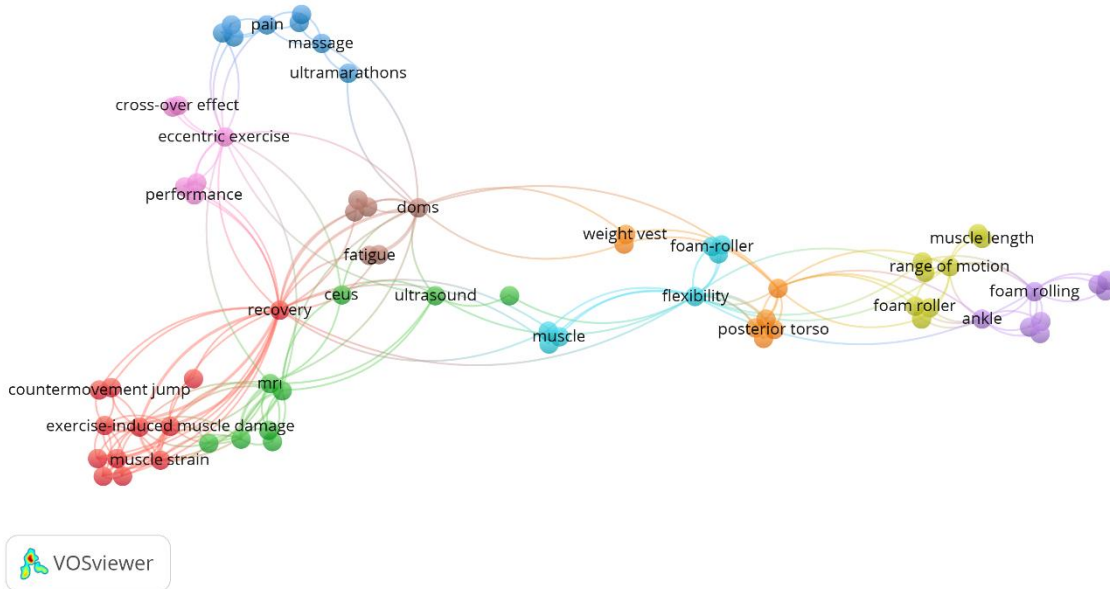 pain
massage
ultramarathons
cross-over effect
eccentric exercise
performance
doms
weight vest
foam-roller
muscle length
fatigue
range of motion
ceus
ultrasound
flexibility
foam rolling
recovery
foam roller
ankle
muscle
posterior torso
mri
countermovement jump
exercise-induced muscle damage
muscle strain
VOSviewer